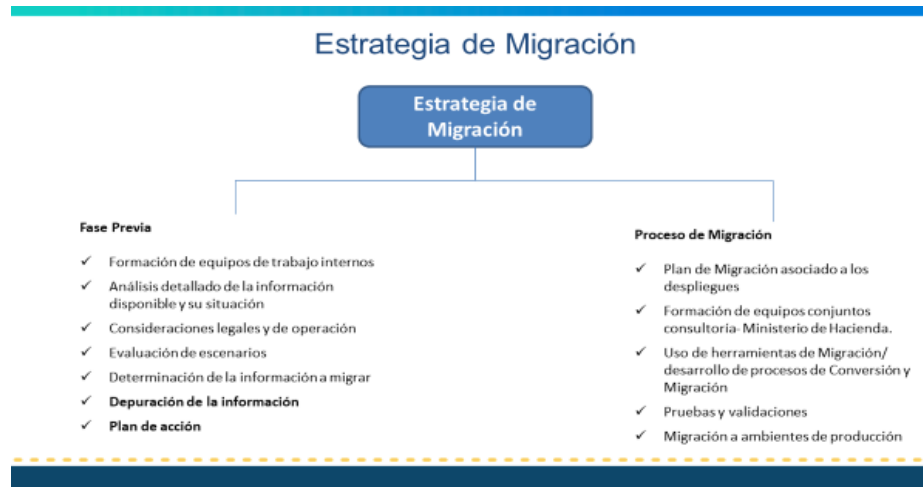 Estrategia de Migración
Estrategia de
Migración
Fase Previa
✓ Formación de equipos de trabajo internos
✓ Análisis detallado de la información
disponible y su situación
✓ Consideraciones legales y de operación
✓ Evaluación de escenarios
✓ Determinación de la información a migrar
✓ Depuración de la información
✓ Plan de acción
Proceso de Migración
✓ Plan de Migración asociado a los
despliegues
✓ Formación de equipos conjuntos
consultoría- Ministerio de Hacienda.
✓ Uso de herramientas de Migración/
desarrollo de procesos de Conversión y
Migración
✓ Pruebas y validaciones
✓ Migración a ambientes de producción